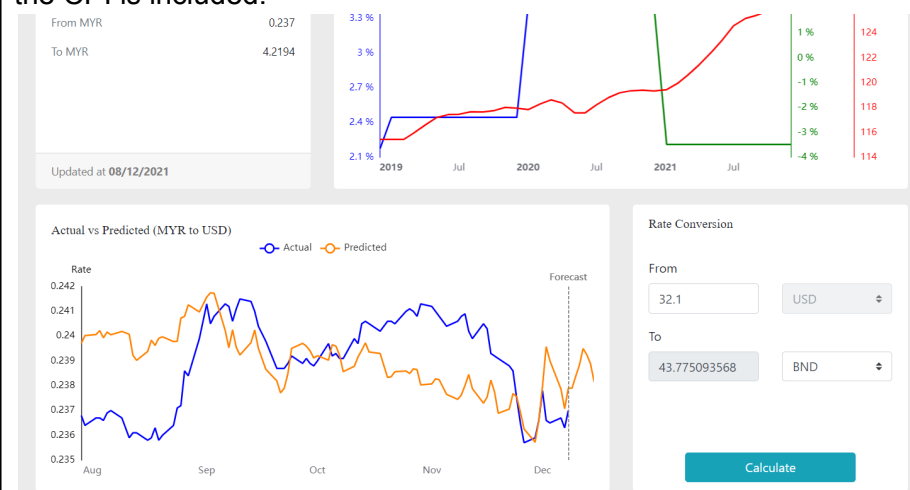 the CPI is included.
From MYR 0.237
To MYR 4.2194
Updated at 08/12/2021
3.3 %
3 %
2.7 %
2.4 %
2.1 %
2019 Jul 2020 Jul 2021 Jul
1 %
0 %
-1 %
-2 %
-3 %
-4 %
124
122
120
118
116
114
Actual vs Predicted (MYR to USD)
Actual Predicted
Rate
Forecast
0.242
0.241
0.24
0.239
0.238
0.237
0.236
0.235
Aug Sep Oct Nov Dec
Rate Conversion
From
32.1 USD
To
43.775093568 BND
Calculate